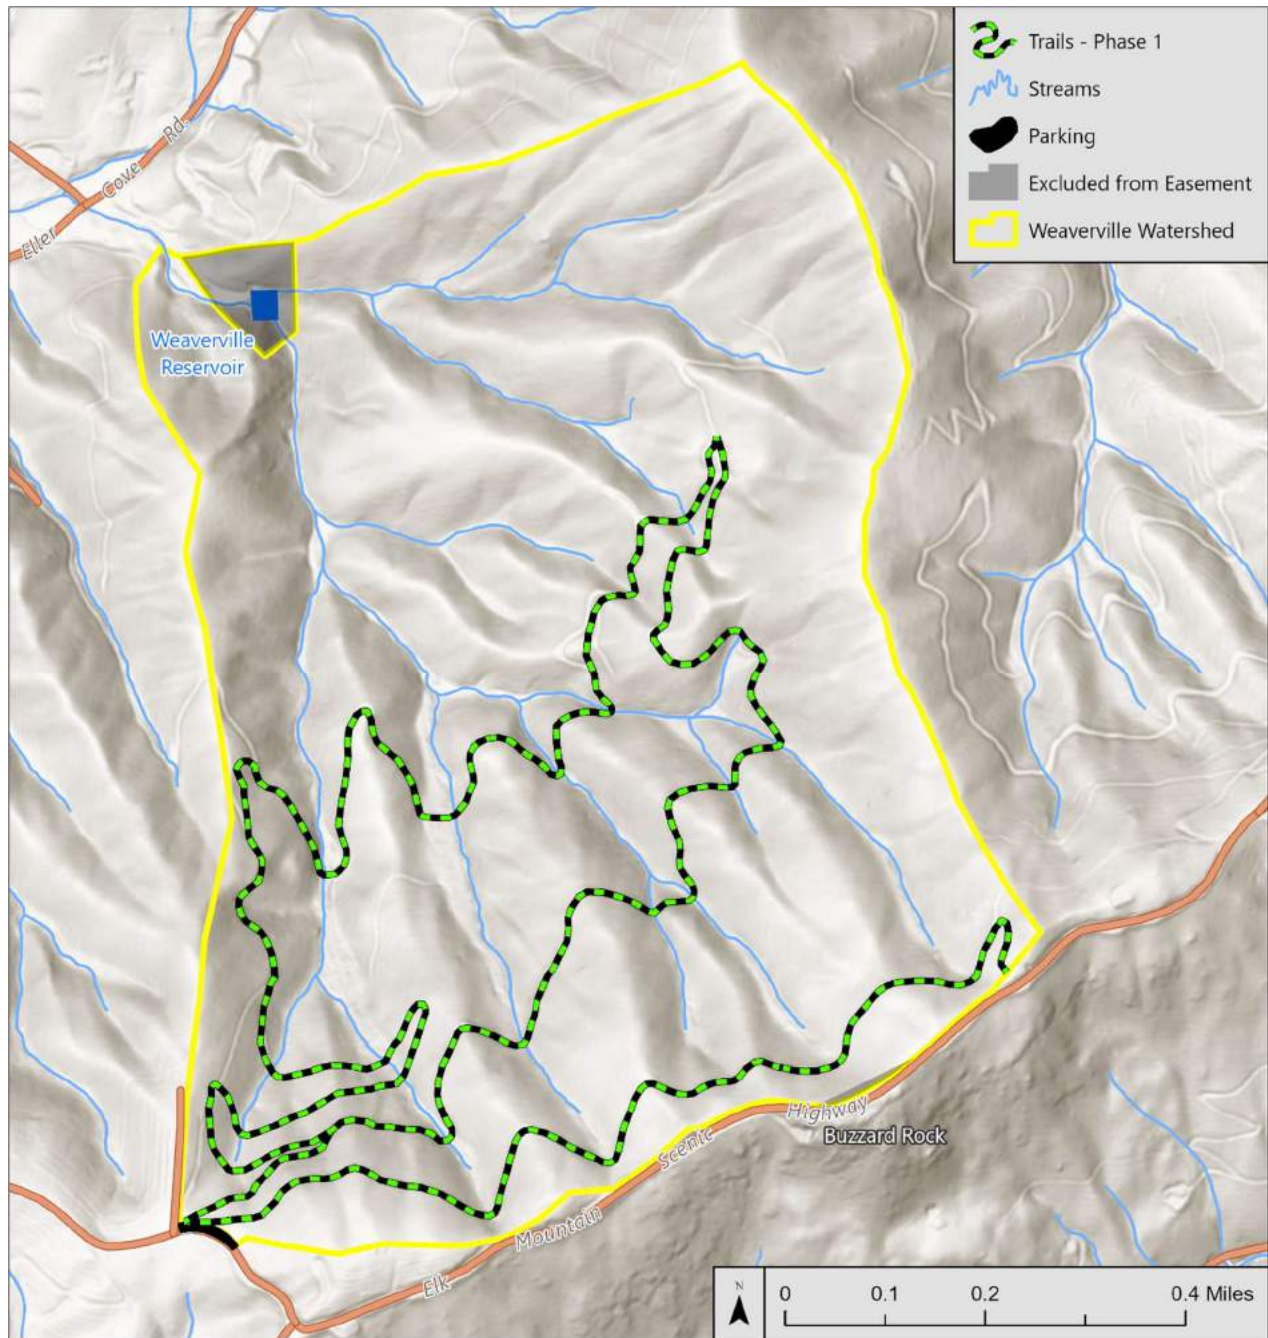 Trails - Phase 1
Streams
Parking
Excluded from Easement
Weaverville Watershed
Eller Cove Rd.
Weaverville
Reservoir
Elk Mountain Scenic Highway
Buzzard Rock
N
0 0.1 0.2 0.4 Miles